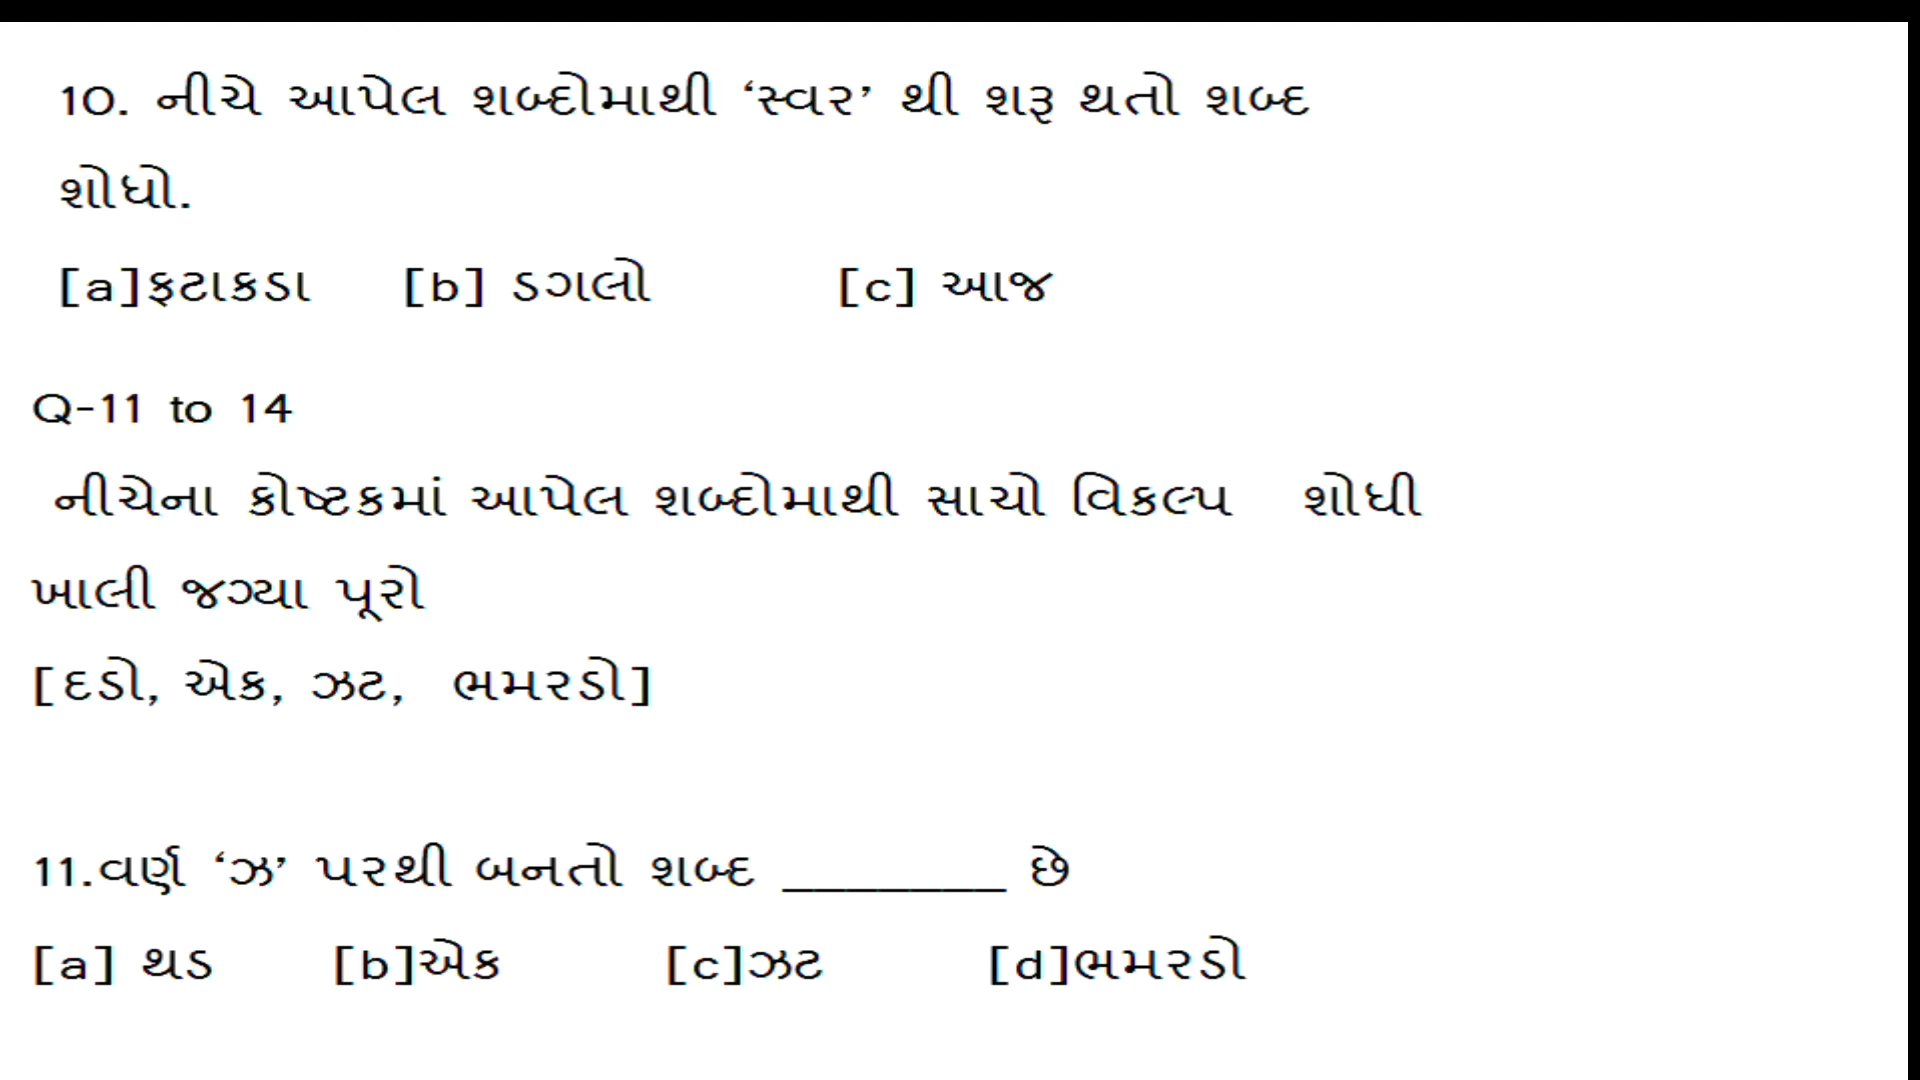 10. નીચે આપેલ શબ્દોમાથી ‘સ્વર’ થી શરૂ થતો શબ્દ
શોધો.
[a]ફટાકડા [b] ડગલો [c] આજ
Q-11 to 14
નીચેના કોષ્ટકમાં આપેલ શબ્દોમાથી સાચો વિકલ્પ શોધી
ખાલી જગ્યા પૂરો
[દડો, એક, ઝટ, ભમરડો]
11.વર્ણ ‘ઝ’ પરથી બનતો શબ્દ _______ છે
[a] થડ [b]એક [c]ઝટ [d]ભમરડો